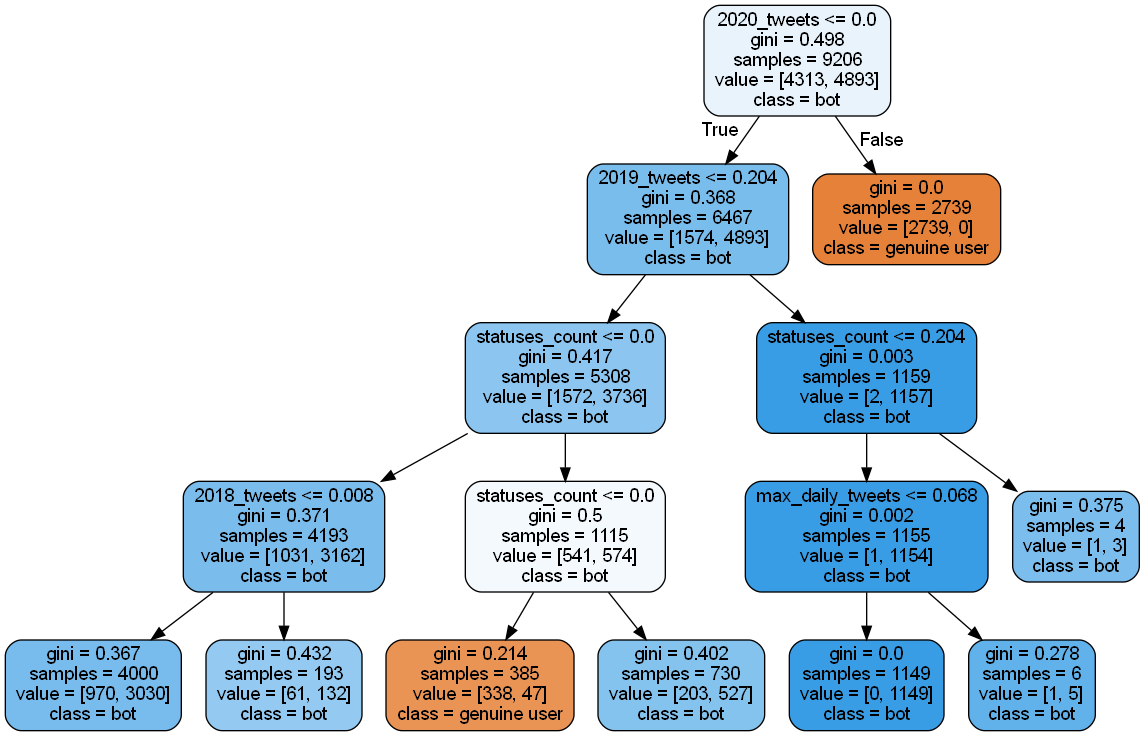 2020_tweets <= 0.0
gini = 0.498
samples = 9206
value = [4313, 4893]
class = bot
True
False
2019_tweets <= 0.204
gini = 0.368
samples = 6467
value = [1574, 4893]
class = bot
gini = 0.0
samples = 2739
value = [2739, 0]
class = genuine user
statuses_count <= 0.0
gini = 0.417
samples = 5308
value = [1572, 3736]
class = bot
statuses_count <= 0.204
gini = 0.003
samples = 1159
value = [2, 1157]
class = bot
2018_tweets <= 0.008
gini = 0.371
samples = 4193
value = [1031, 3162]
class = bot
statuses_count <= 0.0
gini = 0.5
samples = 1115
value = [541, 574]
class = bot
max_daily_tweets <= 0.068
gini = 0.002
samples = 1155
value = [1, 1154]
class = bot
gini = 0.375
samples = 4
value = [1, 3]
class = bot
gini = 0.367
samples = 4000
value = [970, 3030]
class = bot
gini = 0.432
samples = 193
value = [61, 132]
class = bot
gini = 0.214
samples = 385
value = [338, 47]
class = genuine user
gini = 0.402
samples = 730
value = [203, 527]
class = bot
gini = 0.0
samples = 1149
value = [0, 1149]
class = bot
gini = 0.278
samples = 6
value = [1, 5]
class = bot